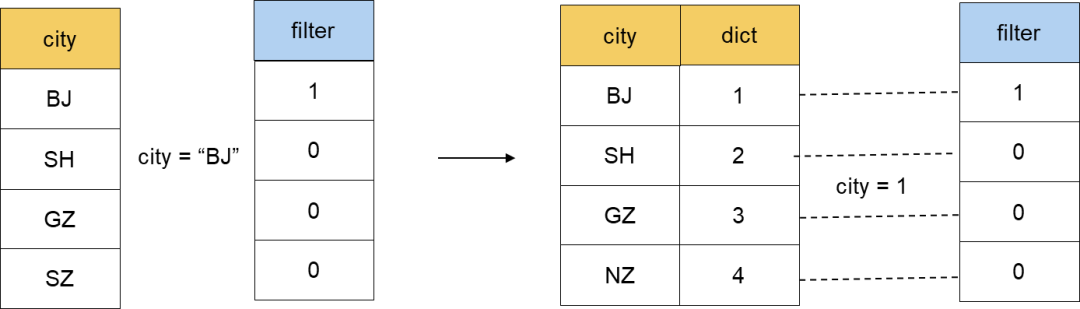 city filter city dict filter
BJ 1 BJ 1 1
SH city = “BJ” 0 SH 2 0
city = 1
GZ 0 GZ 3 0
SZ 0 NZ 4 0